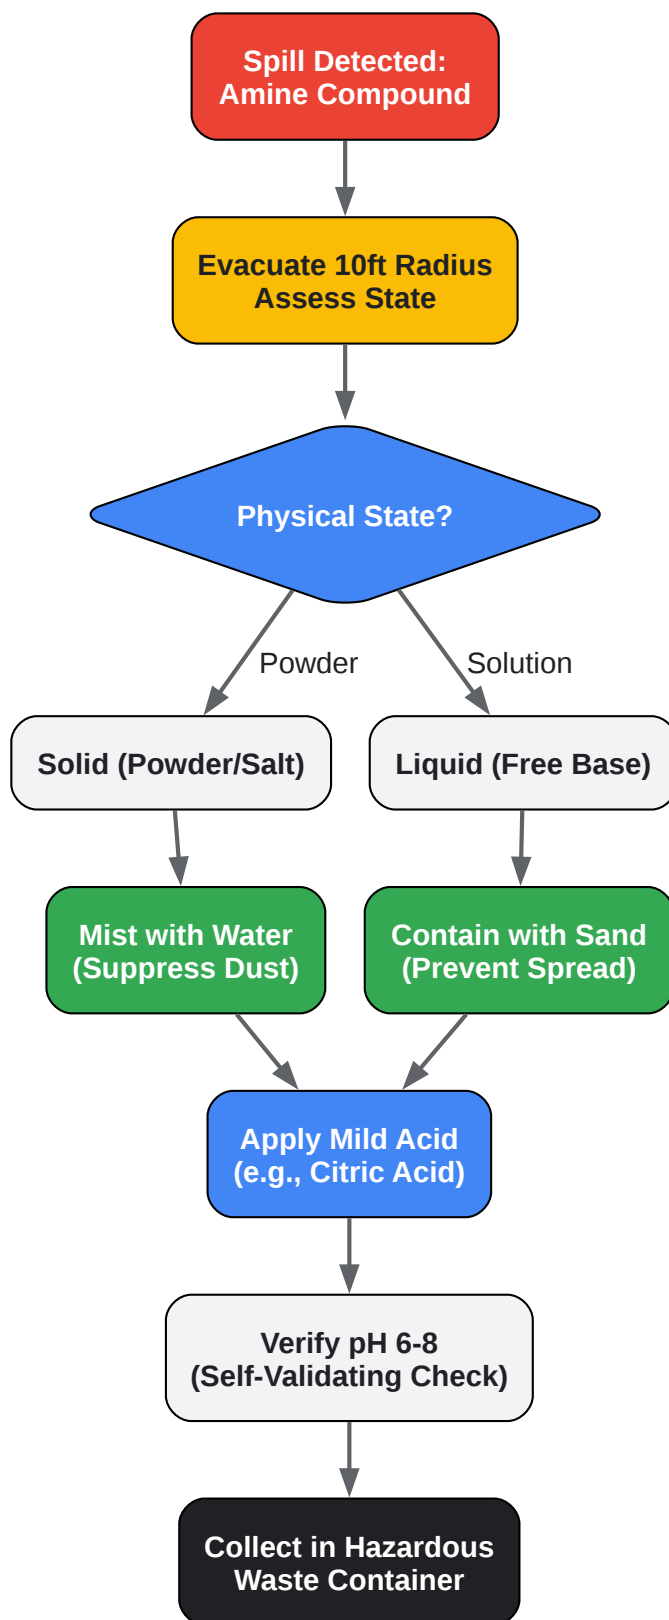 Spill Detected:
Amine Compound
Evacuate 10ft Radius
Assess State
Physical State?
Powder
Solution
Solid (Powder/Salt)
Liquid (Free Base)
Mist with Water
(Suppress Dust)
Contain with Sand
(Prevent Spread)
Apply Mild Acid
(e.g., Citric Acid)
Verify pH 6-8
(Self-Validating Check)
Collect in Hazardous
Waste Container